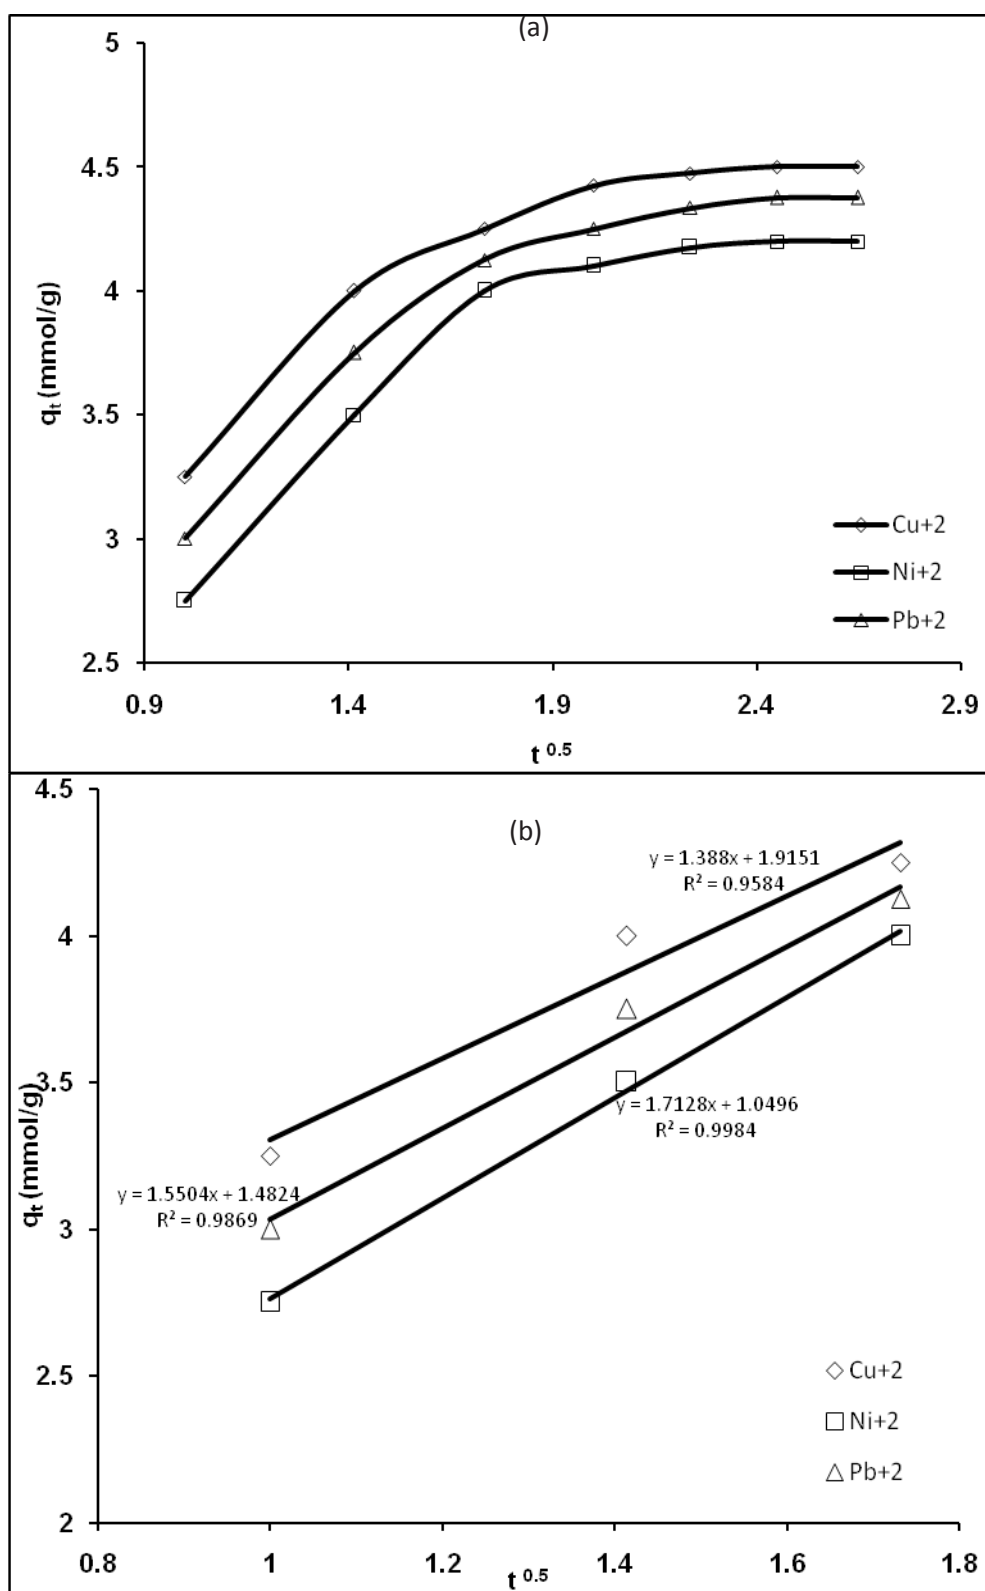 (a)
5
4.5
4
3.5
3
2.5
qt (mmol/g)
Cu+2
Ni+2
Pb+2
0.9 1.4 1.9 2.4 2.9
t 0.5
(b)
4.5
4
3.5
3
2.5
2
qt (mmol/g)
y = 1.388x + 1.9151
R² = 0.9584
y = 1.7128x + 1.0496
R² = 0.9984
y = 1.5504x + 1.4824
R² = 0.9869
Cu+2
Ni+2
Pb+2
0.8 1 1.2 1.4 1.6 1.8
t 0.5